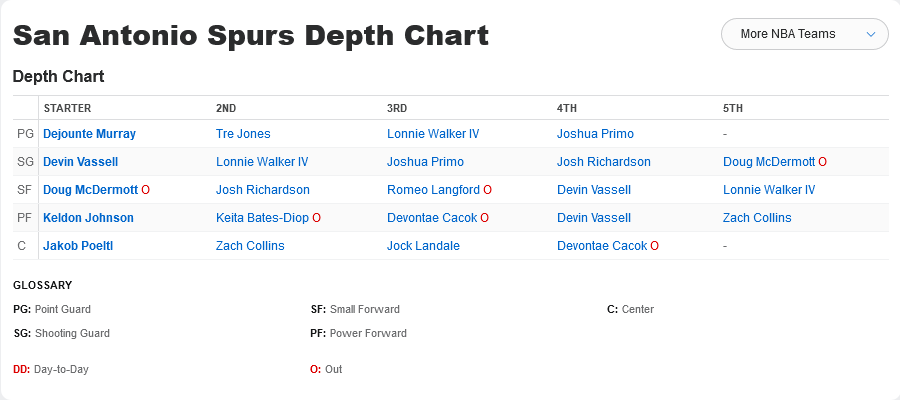 San Antonio Spurs Depth Chart
More NBA Teams
Depth Chart
STARTER 2ND 3RD 4TH 5TH
PG Dejounte Murray Tre Jones Lonnie Walker IV Joshua Primo -
SG Devin Vassell Lonnie Walker IV Joshua Primo Josh Richardson Doug McDermott O
SF Doug McDermott O Josh Richardson Romeo Langford O Devin Vassell Lonnie Walker IV
PF Keldon Johnson Keita Bates-Diop O Devontae Cacok O Devin Vassell Zach Collins
C Jakob Poeltl Zach Collins Jock Landale Devontae Cacok O -
GLOSSARY
PG: Point Guard SF: Small Forward C: Center
SG: Shooting Guard PF: Power Forward
DD: Day-to-Day O: Out